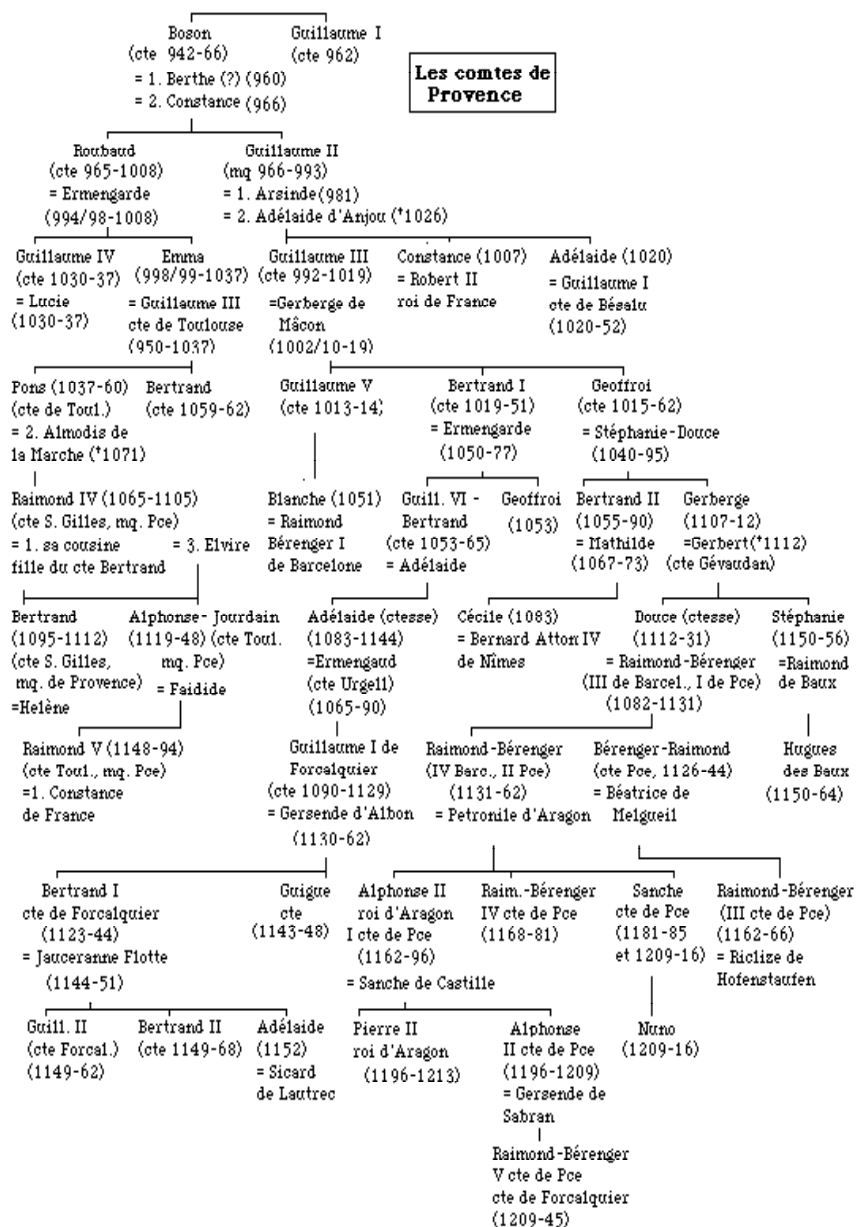 Boson
(cte 942-66)
= 1. Berthe (?) (960)
= 2. Constance (966)
Guillaume I
(cte 962)
Les comtes de
Provence
Roubaud
(cte 965-1008)
= Ermengarde
(994/98-1008)
Guillaume II
(mq 966-993)
= 1. Arsinde (981)
= 2. Adélaide d'Anjou (†1026)
Guillaume IV
(cte 1030-37)
= Lucie
(1030-37)
Emma
(998/99-1037)
= Guillaume III
cte de Toulouse
(950-1037)
Guillaume III
(cte 992-1019)
=Gerberge de
Mâcon
(1002/10-19)
Constance (1007)
= Robert II
roi de France
Adélaide (1020)
= Guillaume I
cte de Bésalu
(1020-52)
Pons (1037-60)
(cte de Toul.)
= 2. Almodis de
la Marche (†1071)
Bertrand
(cte 1059-62)
Guillaume V
(cte 1013-14)
Bertrand I
(cte 1019-51)
= Ermengarde
(1050-77)
Geoffroi
(cte 1015-62)
= Stéphanie-Douce
(1040-95)
Raimond IV (1065-1105)
(cte S. Gilles, mq. Pce)
= 1. sa cousine
fille du cte Bertrand
= 3. Elvire
Blanche (1051)
= Raimond
Bérenger I
de Barcelone
Guill. VI -
Bertrand
(cte 1053-65)
= Adélaide
Geoffroi
(1053)
Bertrand II
(1055-90)
= Mathilde
(1067-73)
Gerberge
(1107-12)
=Gerbert(†1112)
(cte Gévaudan)
Bertrand
(1095-1112)
(cte S. Gilles,
mq. de Provence)
=Helène
Alphonse- Jourdain
(1119-48) (cte Toul.
mq. Pce)
= Faidide
Adélaide (ctesse)
(1083-1144)
=Ermengaud
(cte Urgell)
(1065-90)
Cécile (1083)
= Bernard Atton IV
de Nîmes
Douce (ctesse)
(1112-31)
= Raimond-Bérenger
(III de Barcel., I de Pce)
(1082-1131)
Stéphanie
(1150-56)
=Raimond
de Baux
Raimond V (1148-94)
(cte Toul., mq. Pce)
=1. Constance
de France
Guillaume I de
Forcalquier
(cte 1090-1129)
= Gersende d'Albon
(1130-62)
Raimond-Bérenger
(IV Barc., II Pce)
(1131-62)
= Petronile d'Aragon
Bérenger-Raimond
(cte Pce, 1126-44)
= Béatrice de
Melgueil
Hugues
des Baux
(1150-64)
Bertrand I
cte de Forcalquier
(1123-44)
= Jauceranne Flotte
(1144-51)
Guigue
cte
(1143-48)
Alphonse II
roi d'Aragon
I cte de Pce
(1162-96)
= Sanche de Castille
Raim.-Bérenger
IV cte de Pce
(1168-81)
Sanche
cte de Pce
(1181-85
et 1209-16)
Raimond-Bérenger
(III cte de Pce)
(1162-66)
= Riclize de
Hofenstaufen
Guill. II
(cte Forcal.)
(1149-62)
Bertrand II
(cte 1149-68)
Adélaide
(1152)
= Sicard
de Lautrec
Pierre II
roi d'Aragon
(1196-1213)
Alphonse
II cte de Pce
(1196-1209)
= Gersende de
Sabran
Nuno
(1209-16)
Raimond-Bérenger
V cte de Pce
cte de Forcalquier
(1209-45)